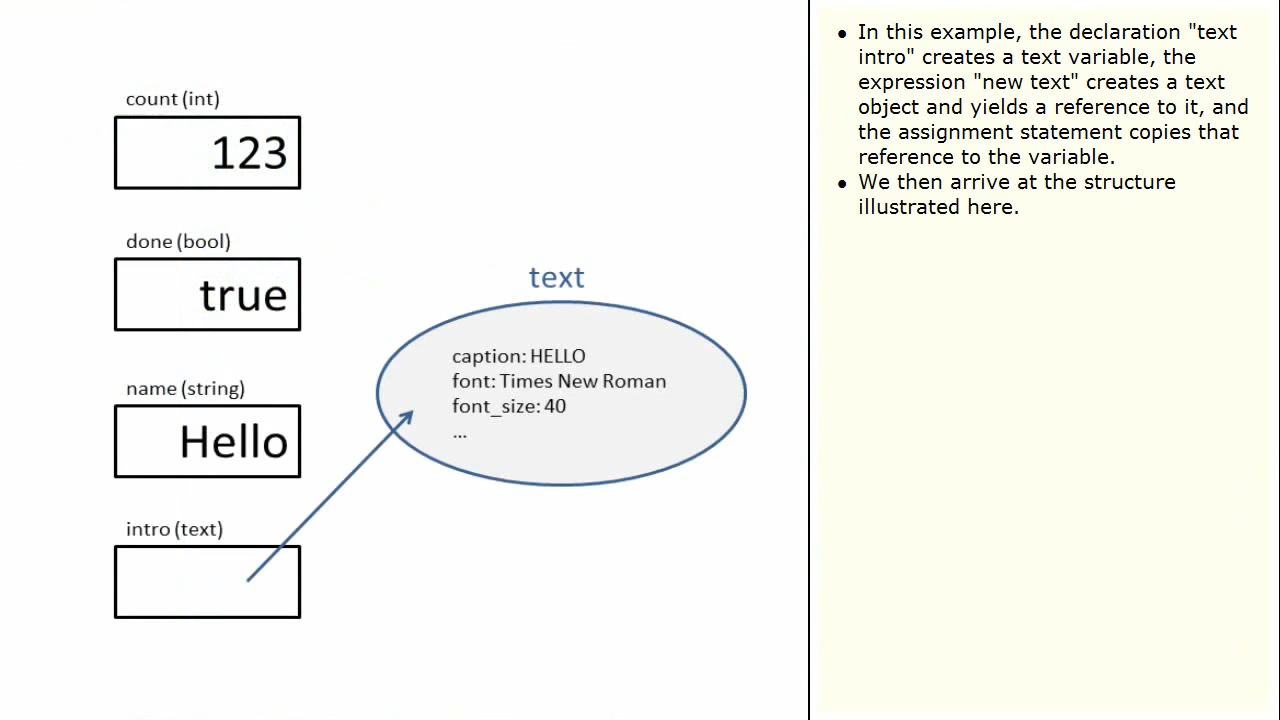 count (int)
123
done (bool)
true
name (string)
Hello
intro (text)
text
caption: HELLO
font: Times New Roman
font_size: 40
...
• In this example, the declaration "text
intro" creates a text variable, the
expression "new text" creates a text
object and yields a reference to it, and
the assignment statement copies that
reference to the variable.
• We then arrive at the structure
illustrated here.